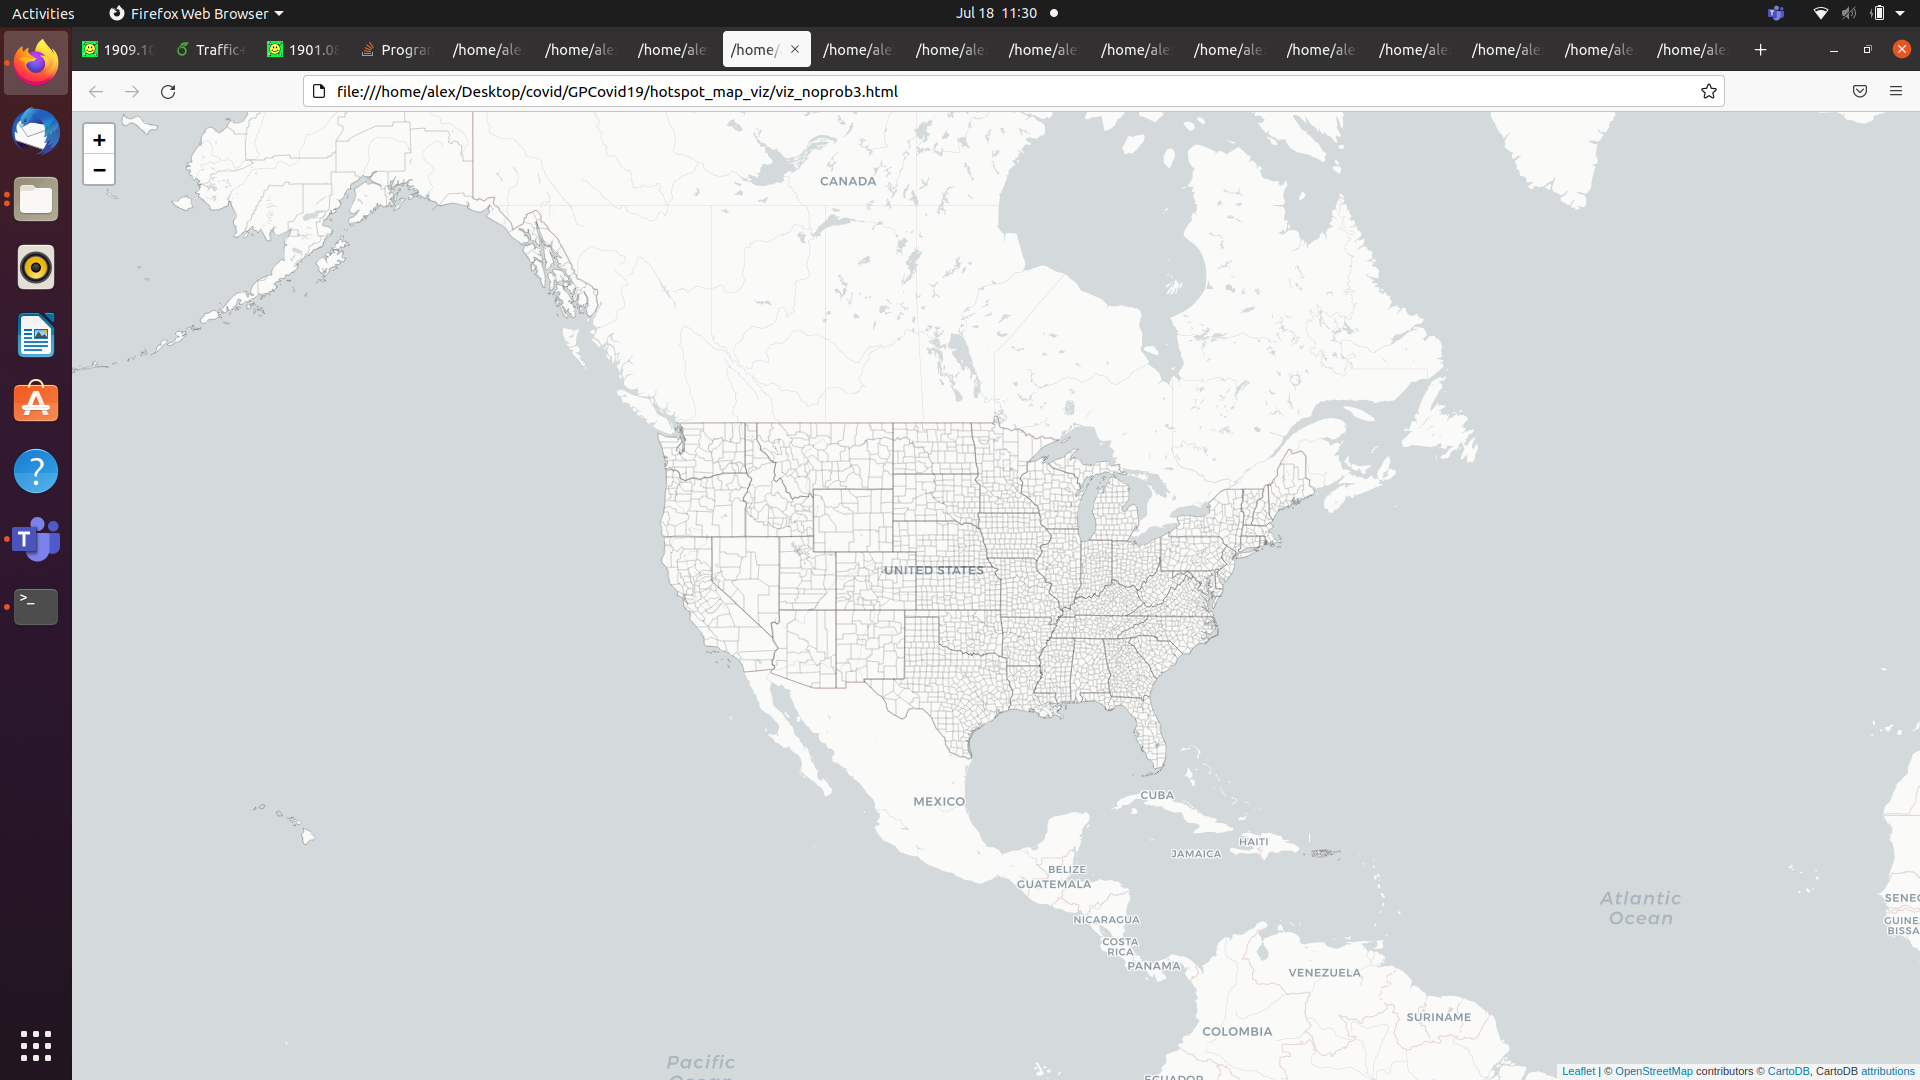 Activities
Firefox Web Browser
Jul 18 11:30
1909.10
Traffic
1901.08
Program
/home/ale
/home/ale
/home/ale
/home/
/home/ale
/home/ale
/home/ale
/home/ale
/home/ale
/home/ale
/home/ale
/home/ale
/home/ale
/home/ale
file:///home/alex/Desktop/covid/GPCovid19/hotspot_map_viz/viz_noprob3.html
+
−
CANADA
UNITED STATES
MEXICO
CUBA
HAITI
JAMAICA
BELIZE
GUATEMALA
NICARAGUA
COSTA
RICA
PANAMA
VENEZUELA
COLOMBIA
SURINAME
ECUADOR
Atlantic
Ocean
SENEG
GUINE
BISSA
Pacific
Ocean
Leaflet | © OpenStreetMap contributors © CartoDB, CartoDB attributions